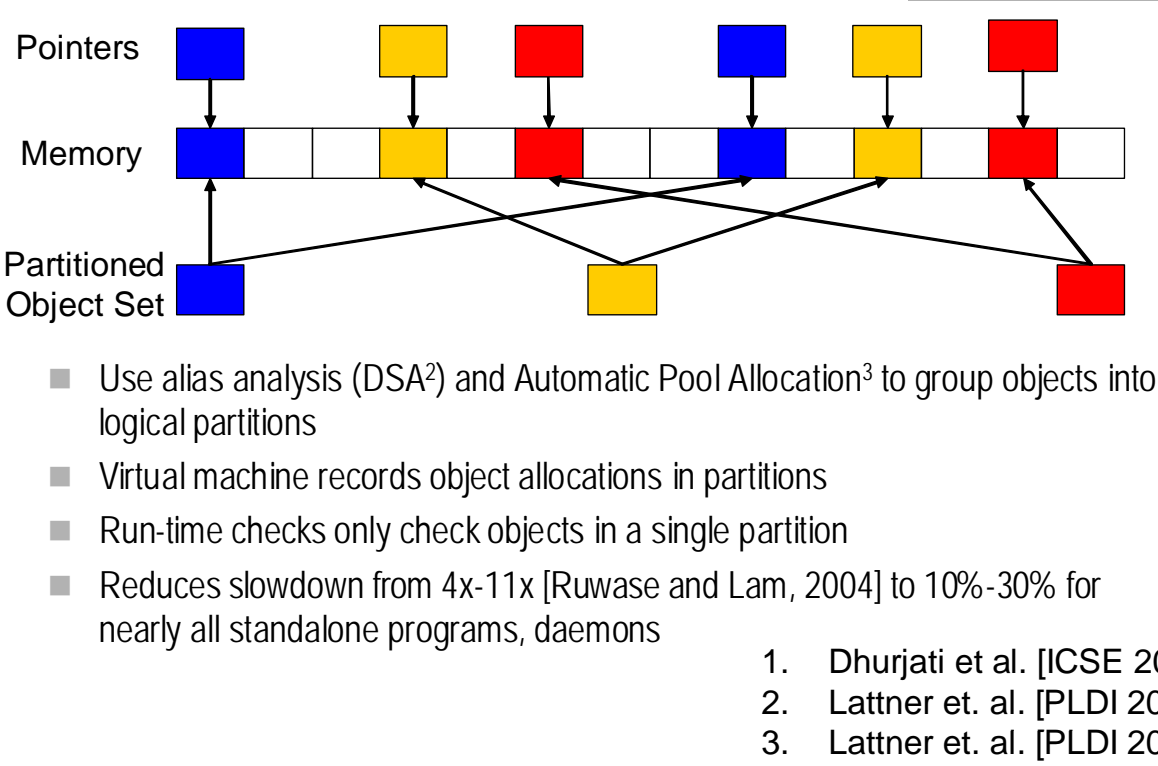 Pointers
Memory
Partitioned
Object Set
Use alias analysis (DSA2) and Automatic Pool Allocation3 to group objects into
logical partitions
Virtual machine records object allocations in partitions
Run-time checks only check objects in a single partition
Reduces slowdown from 4x-11x [Ruwase and Lam, 2004] to 10%-30% for
nearly all standalone programs, daemons
1. Dhurjati et al. [ICSE
2. Lattner et. al. [PLDI
3. Lattner et. al. [PLDI